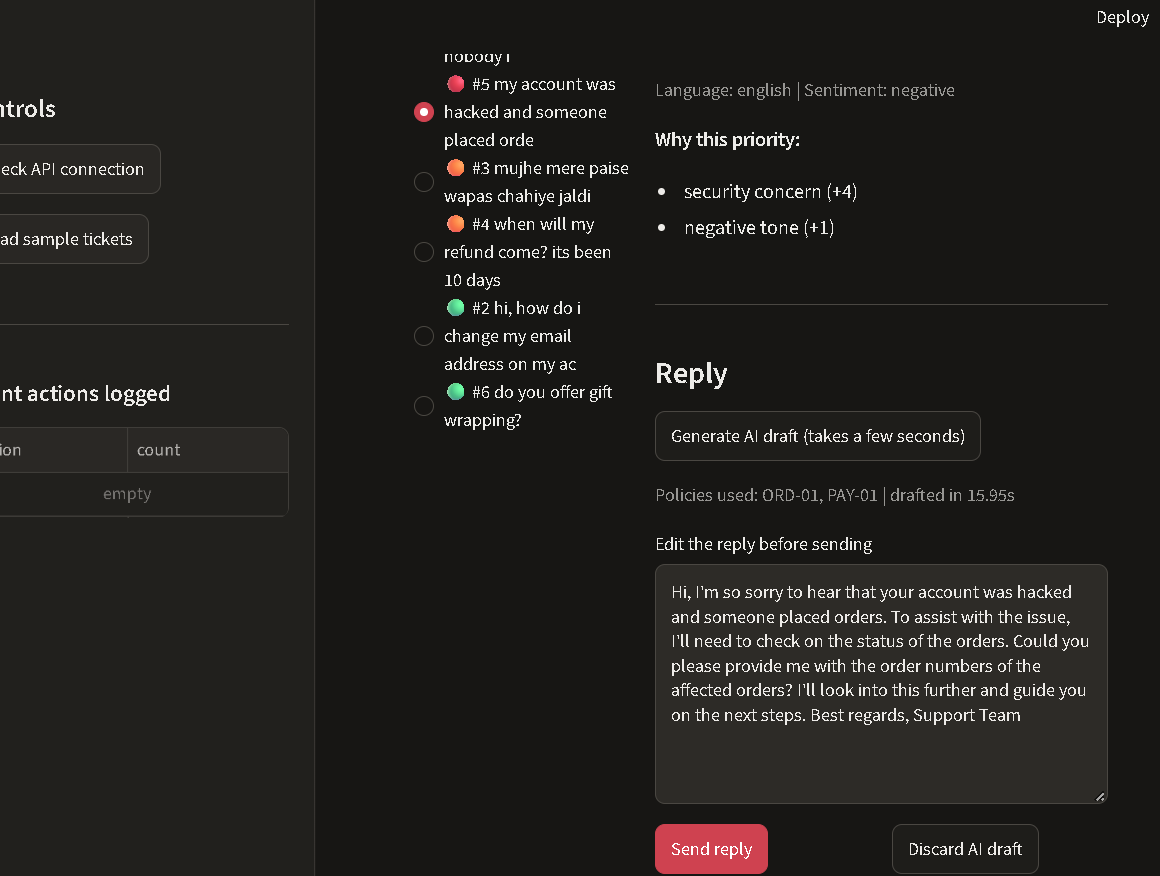 Deploy
ntrols
eck API connection
ad sample tickets
nt actions logged
ion count
empty
nobody i
#5 my account was
hacked and someone
placed orde
#3 mujhe mere paise
wapas chahiye jaldi
#4 when will my
refund come? its been
10 days
#2 hi, how do i
change my email
address on my ac
#6 do you offer gift
wrapping?
Language: english | Sentiment: negative
Why this priority:
security concern (+4)
negative tone (+1)
Reply
Generate AI draft (takes a few seconds)
Policies used: ORD-01, PAY-01 | drafted in 15.95s
Edit the reply before sending
Hi, I'm so sorry to hear that your account was hacked
and someone placed orders. To assist with the issue,
I'll need to check on the status of the orders. Could you
please provide me with the order numbers of the
affected orders? I'll look into this further and guide you
on the next steps. Best regards, Support Team
Send reply
Discard AI draft